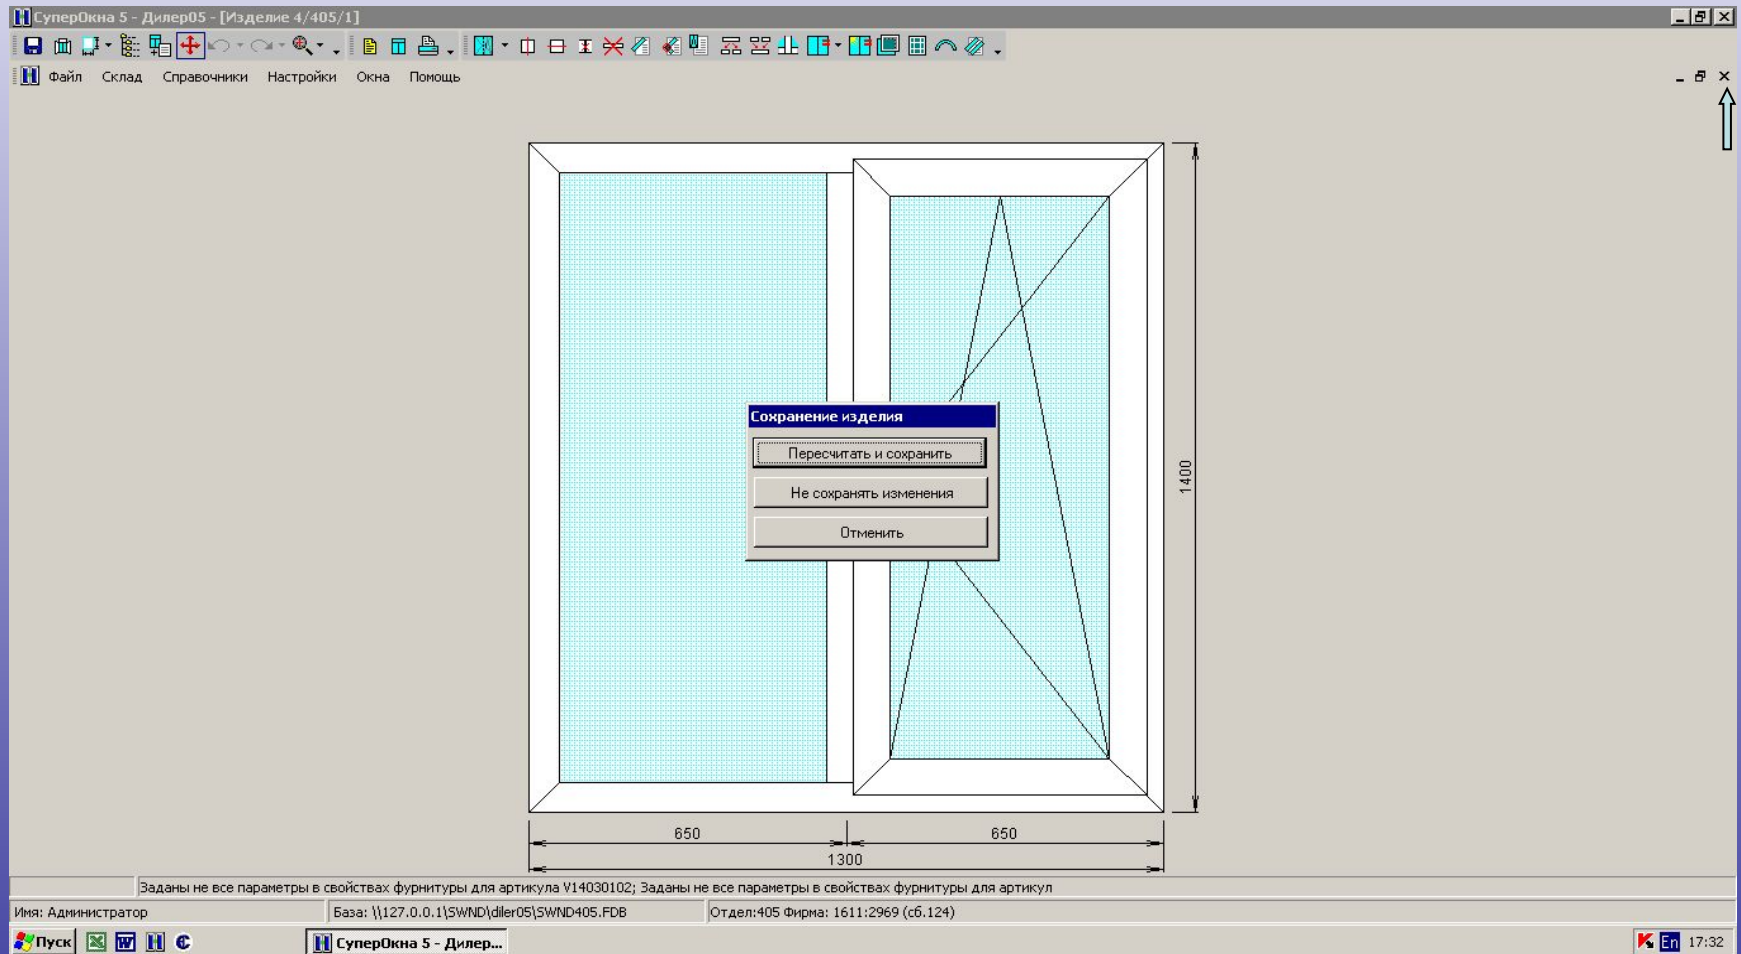 СуперОкна 5 - Дилер05 - [Изделие 4/405/1]
Файл Склад Справочники Настройки Окна Помощь
Сохранение изделия
Пересчитать и сохранить
Не сохранять изменения
Отменить
1400
650 650
1300
Заданы не все параметры в свойствах фурнитуры для артикула V14030102; Заданы не все параметры в свойствах фурнитуры для артикул
Имя: Администратор База: \\127.0.0.1\SWND\diler05\SWND405.FDB Отдел:405 Фирма: 1611:2969 (сб.124)
Пуск СуперОкна 5 - Дилер... En 17:32